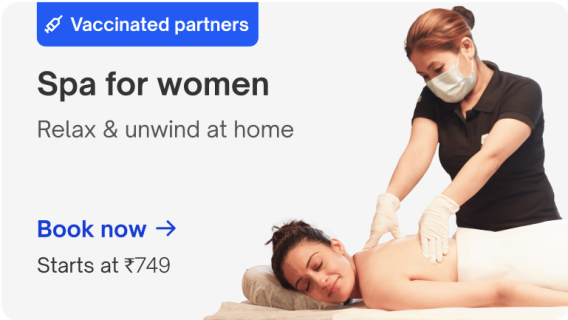 Vaccinated partners
Spa for women
Relax & unwind at home
Book now →
Starts at ₹749